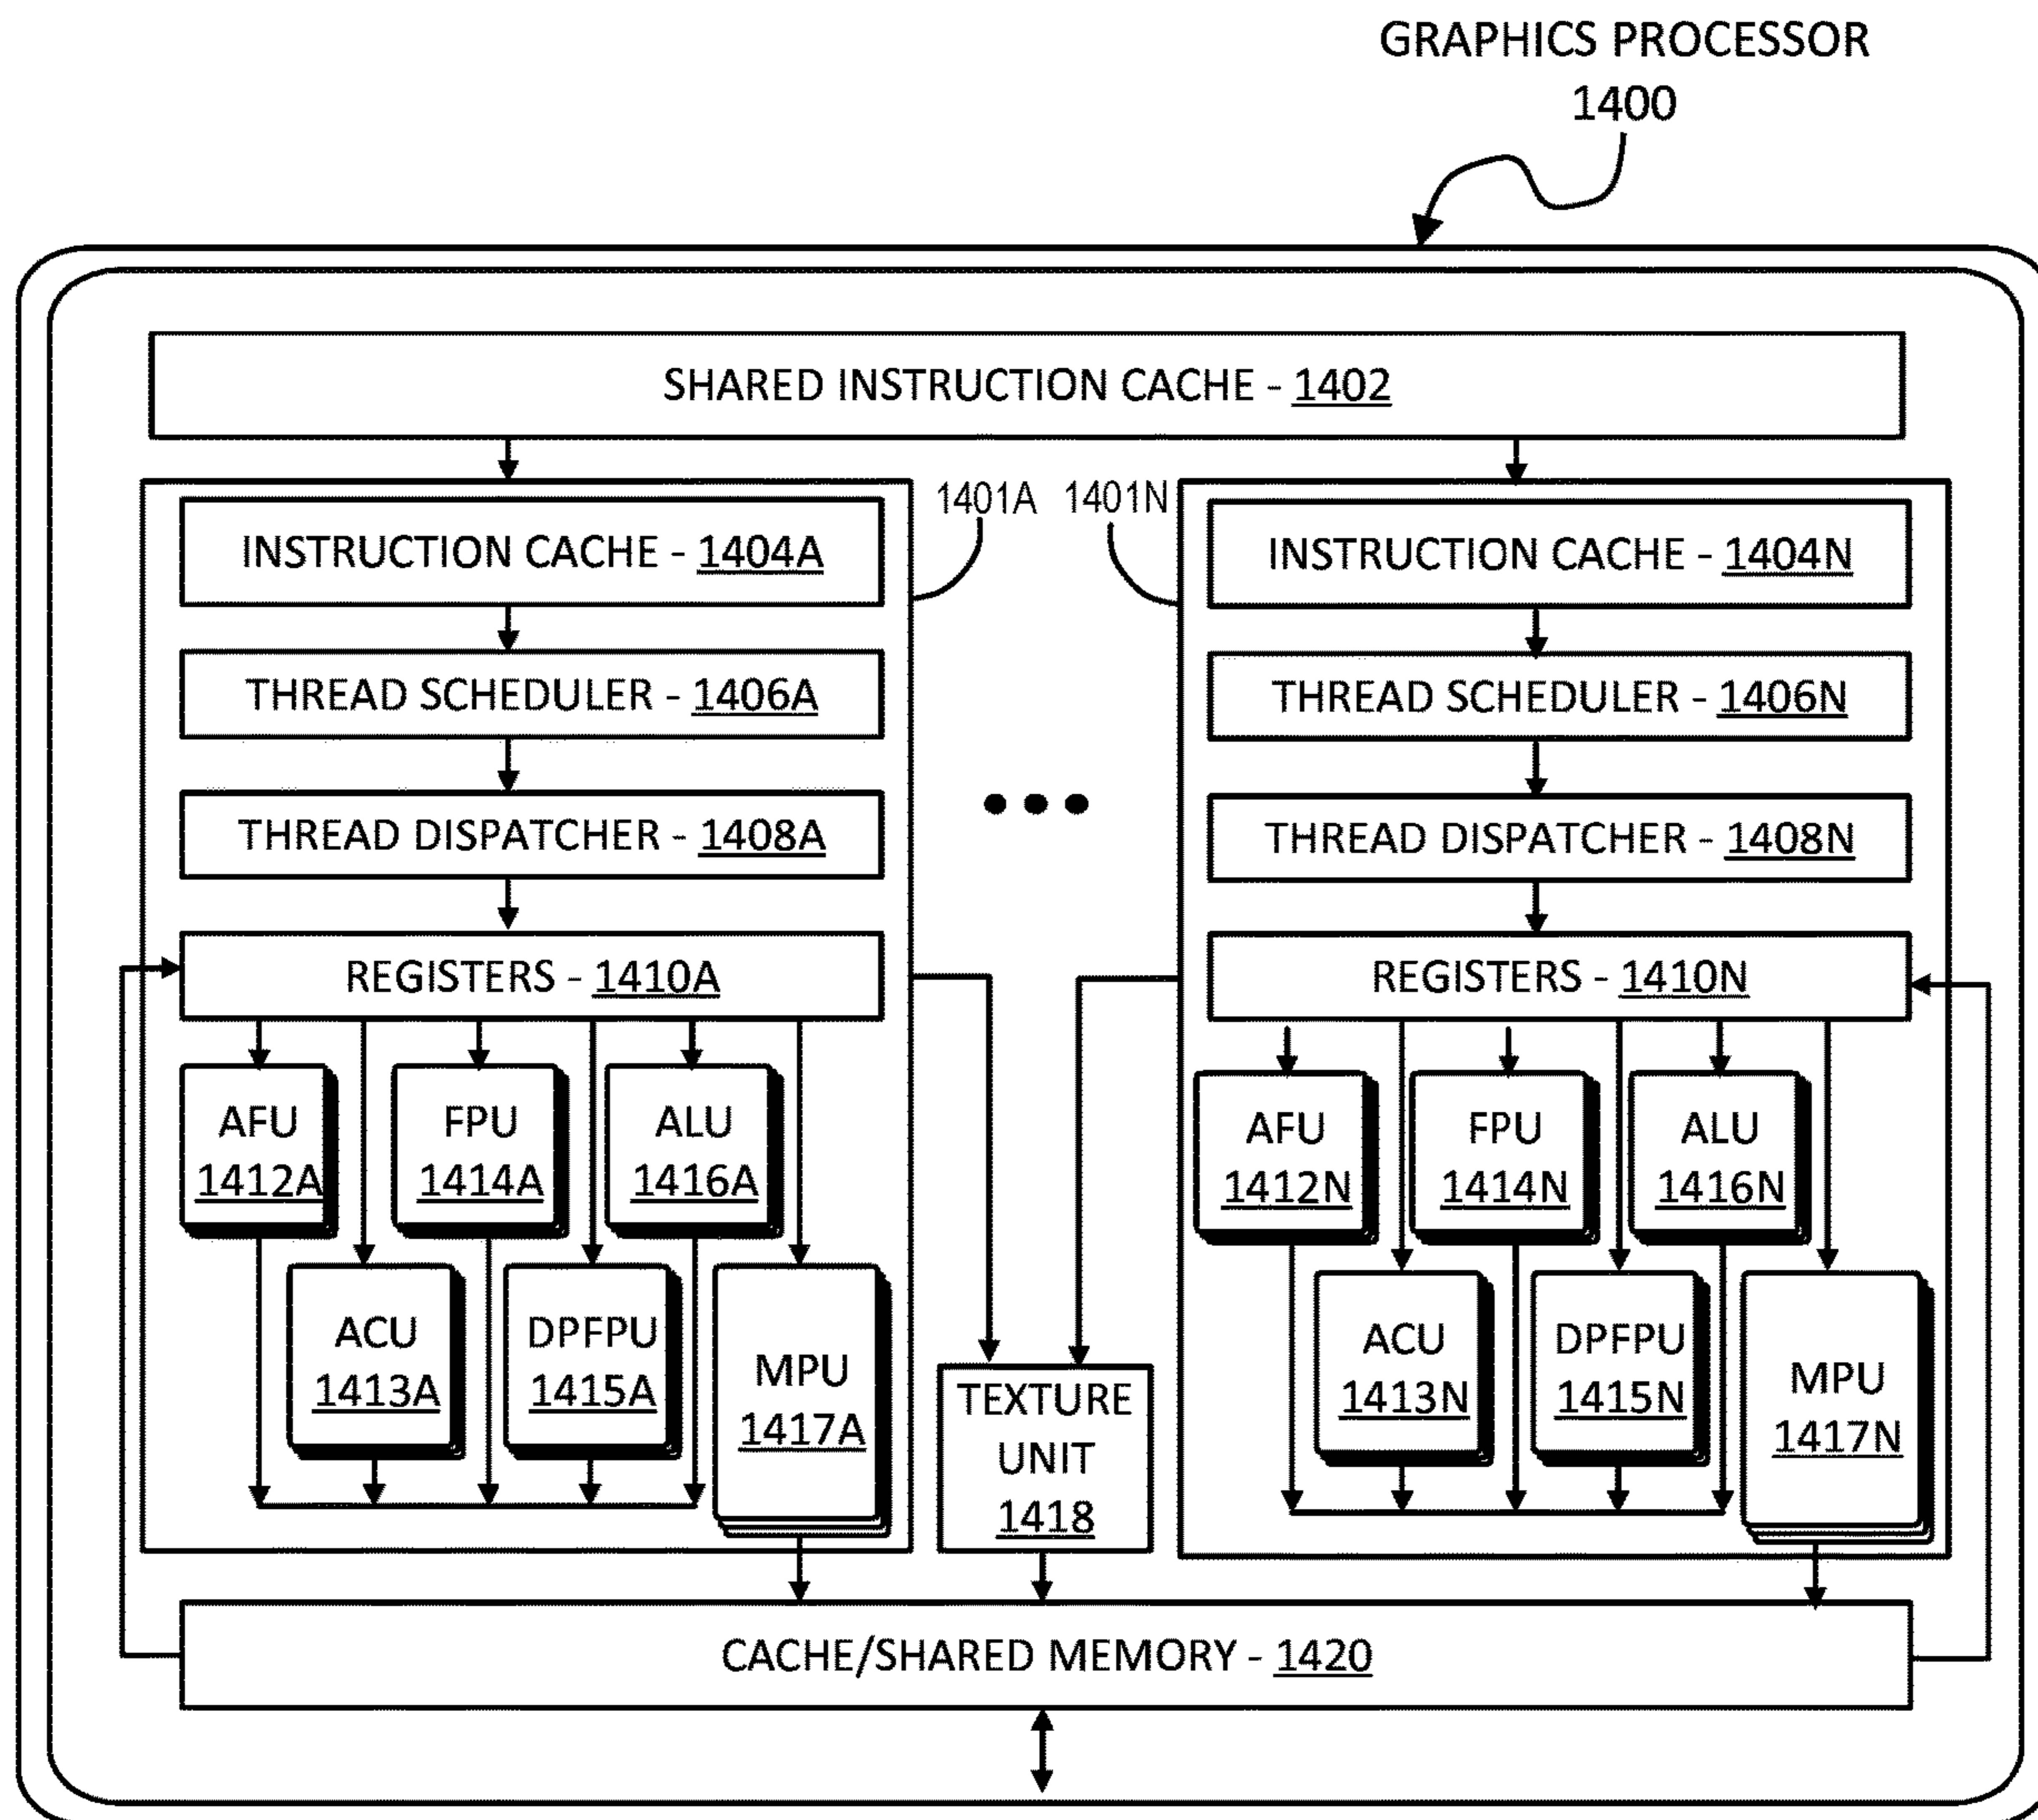 GRAPHICS PROCESSOR
1400
SHARED INSTRUCTION CACHE - 1402
1401A
1401N
INSTRUCTION CACHE - 1404A
THREAD SCHEDULER - 1406A
THREAD DISPATCHER - 1408A
REGISTERS - 1410A
AFU
1412A
FPU
1414A
ALU
1416A
ACU
1413A
DPFPU
1415A
MPU
1417A
TEXTURE
UNIT
1418
INSTRUCTION CACHE - 1404N
THREAD SCHEDULER - 1406N
THREAD DISPATCHER - 1408N
REGISTERS - 1410N
AFU
1412N
FPU
1414N
ALU
1416N
ACU
1413N
DPFPU
1415N
MPU
1417N
CACHE/SHARED MEMORY - 1420